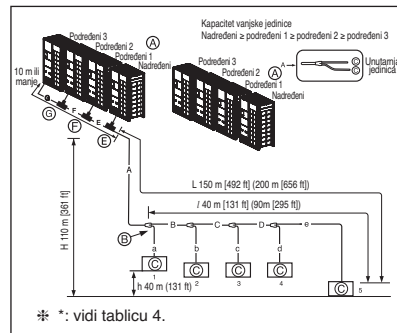 Podređeni 3
Podređeni 2
Podređeni 1
Nadređeni
A
10 m ili
manje
G
F
E
F
E
Podređeni 3
Podređeni 2
Podređeni 1
Nadređeni
A
Kapacitet vanjske jedinice
Nadređeni ≥ podređeni 1 ≥ podređeni 2 ≥ podređeni 3
A
C
C
Unutarnja
jedinica
A
L 150 m [492 ft] (200 m [656 ft])
l 40 m [131 ft] (90m [295 ft])
H 110 m [361 ft]
B
B
C
D
e
a
b
c
d
C
C
C
C
C
1
2
3
4
5
h 40 m (131 ft)
⁜ *: vidi tablicu 4.